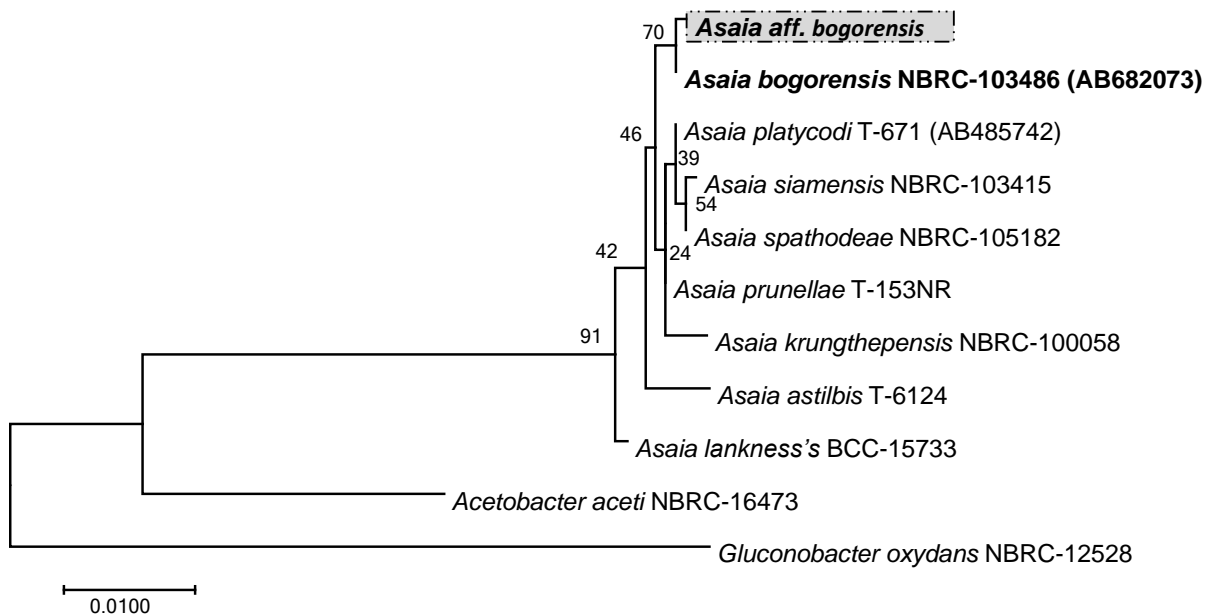 Asaia aff. bogorensis
70
Asaia bogorensis NBRC-103486 (AB682073)
Asaia platycodi T-671 (AB485742)
46
39
Asaia siamensis NBRC-103415
54
Asaia spathodeae NBRC-105182
42
24
Asaia prunellae T-153NR
91
Asaia krungthepensis NBRC-100058
Asaia astilbis T-6124
Asaia lankness’s BCC-15733
Acetobacter aceti NBRC-16473
Gluconobacter oxydans NBRC-12528
0.0100